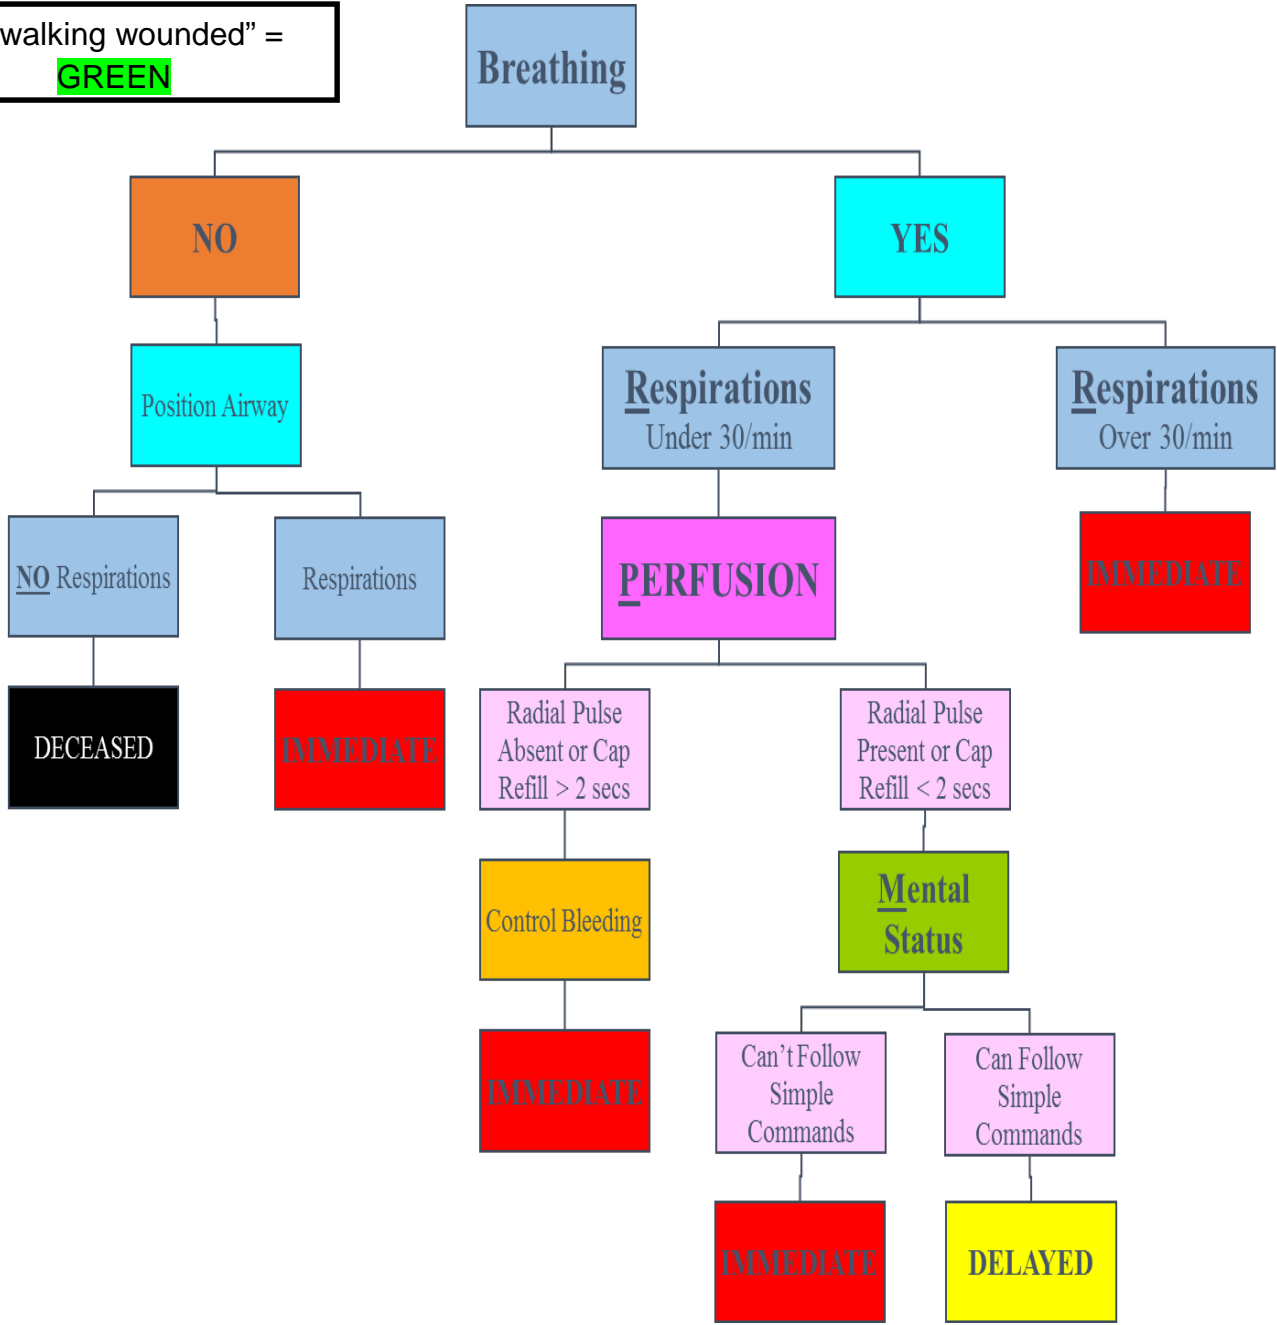 walking wounded” =
GREEN
Breathing
NO
YES
Position Airway
Respirations
Under 30/min
Respirations
Over 30/min
NO Respirations
Respirations
PERFUSION
IMMEDIATE
DECEASED
IMMEDIATE
Radial Pulse
Absent or Cap
Refill > 2 secs
Radial Pulse
Present or Cap
Refill < 2 secs
Control Bleeding
Mental
Status
IMMEDIATE
Can’t Follow
Simple
Commands
Can Follow
Simple
Commands
IMMEDIATE
DELAYED